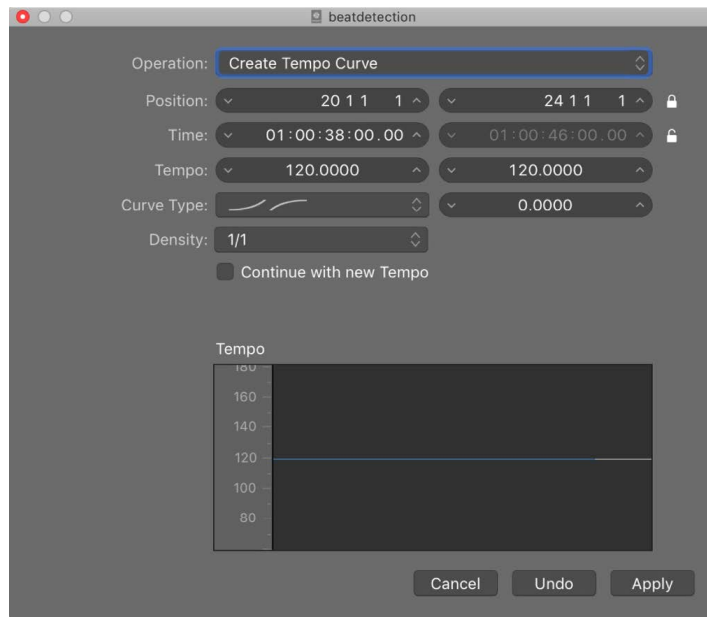 beatdetection
Operation: Create Tempo Curve
Position: 20 1 1 1 24 1 1 1
Time: 01:00:38:00.00 01:00:46:00.00
Tempo: 120.0000 120.0000
Curve Type: 0.0000
Density: 1/1
Continue with new Tempo
Tempo
180
160
140
120
100
80
Cancel Undo Apply